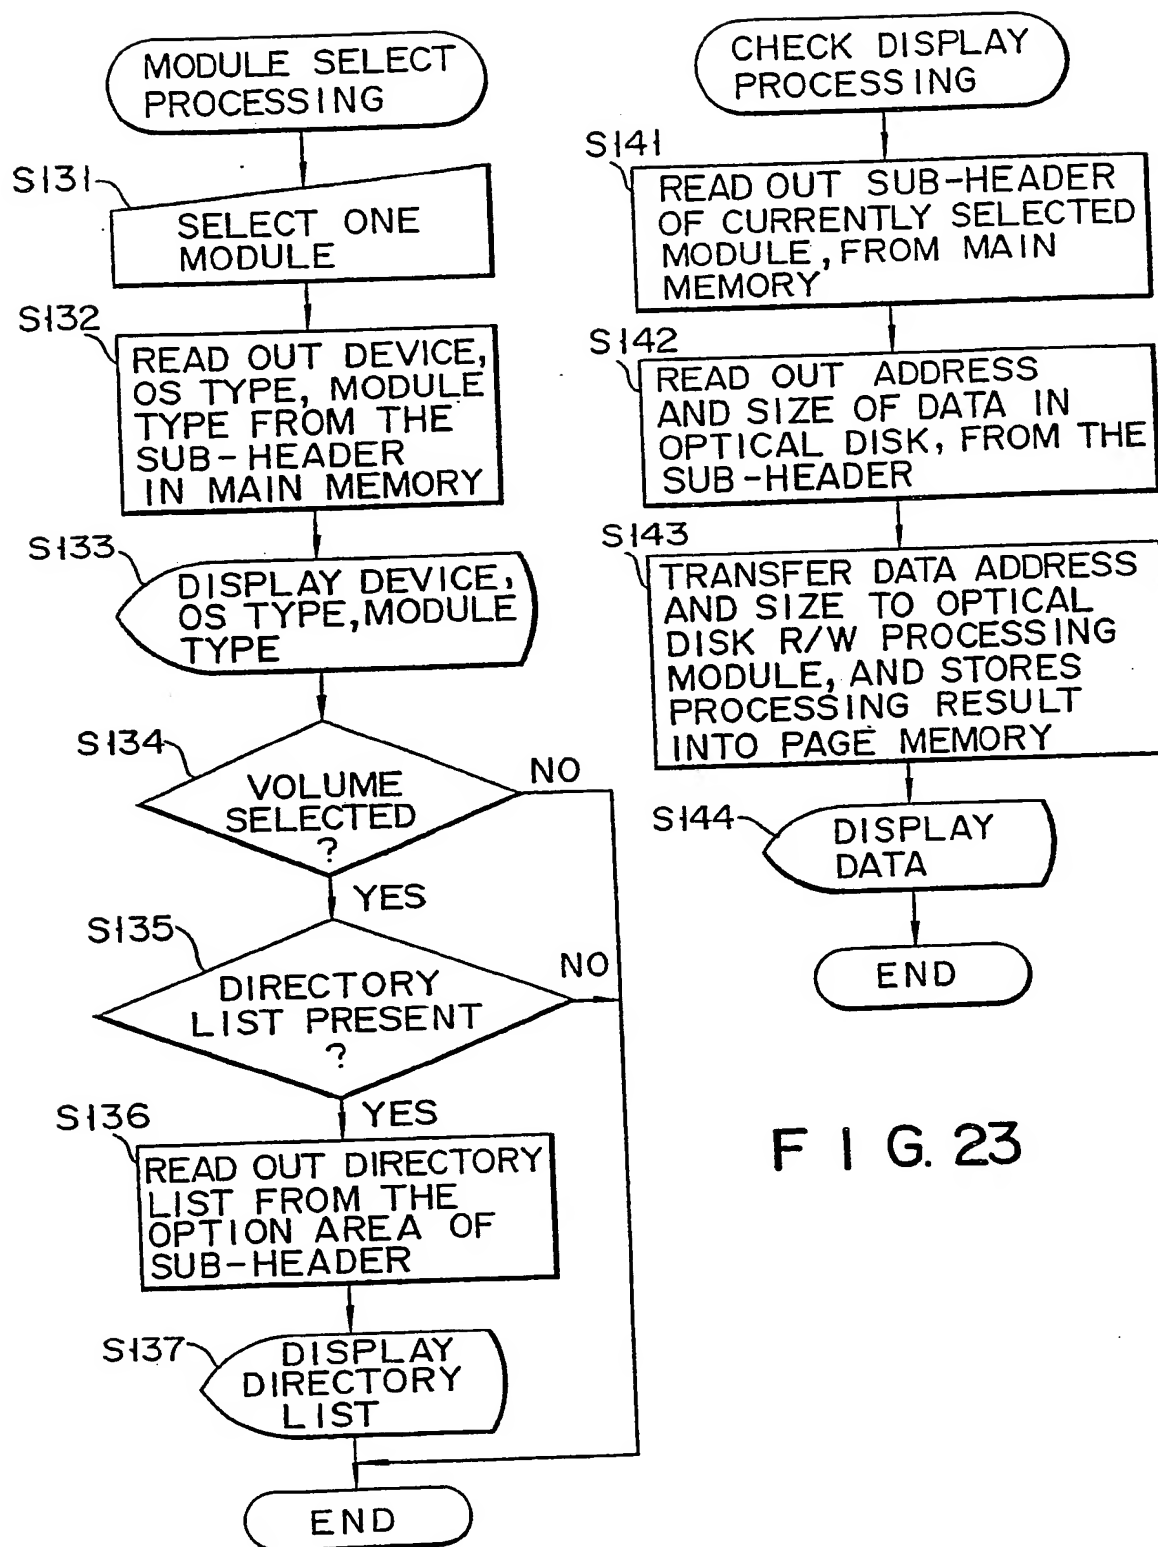 MODULE SELECT
PROCESSING
S131
SELECT ONE
MODULE
S132
READ OUT DEVICE,
OS TYPE, MODULE
TYPE FROM THE
SUB-HEADER
IN MAIN MEMORY
S133
DISPLAY DEVICE,
OS TYPE, MODULE
TYPE
S134
VOLUME
SELECTED
?
NO
YES
S135
DIRECTORY
LIST PRESENT
?
NO
YES
S136
READ OUT DIRECTORY
LIST FROM THE
OPTION AREA OF
SUB-HEADER
S137
DISPLAY
DIRECTORY
LIST
END
CHECK DISPLAY
PROCESSING
S141
READ OUT SUB-HEADER
OF CURRENTLY SELECTED
MODULE, FROM MAIN
MEMORY
S142
READ OUT ADDRESS
AND SIZE OF DATA IN
OPTICAL DISK, FROM THE
SUB-HEADER
S143
TRANSFER DATA ADDRESS
AND SIZE TO OPTICAL
DISK R/W PROCESSING
MODULE, AND STORES
PROCESSING RESULT
INTO PAGE MEMORY
S144
DISPLAY
DATA
END
FIG. 23